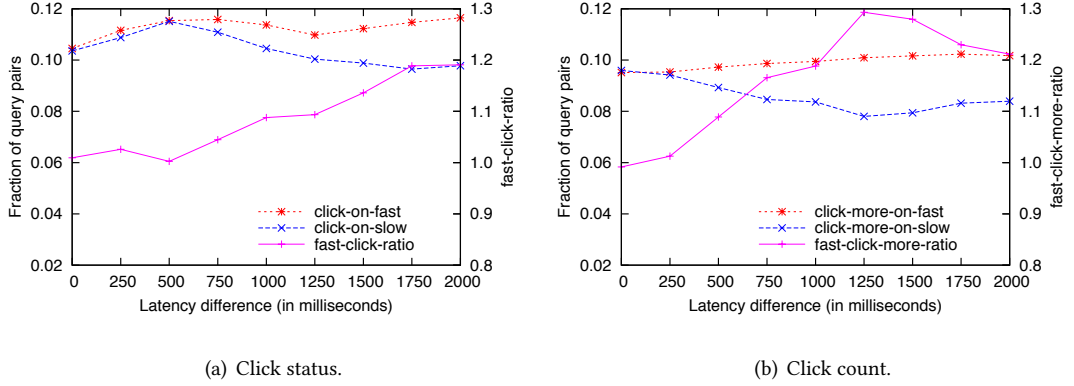 0.12
0.10
0.08
0.06
0.04
0.02
Fraction of query pairs
1.3
1.2
1.1
1.0
0.9
0.8
fast-click-ratio
click-on-fast
click-on-slow
fast-click-ratio
0 250 500 750 1000 1250 1500 1750 2000
Latency difference (in milliseconds)
(a) Click status.
0.12
0.10
0.08
0.06
0.04
0.02
Fraction of query pairs
1.3
1.2
1.1
1.0
0.9
0.8
fast-click-more-ratio
click-more-on-fast
click-more-on-slow
fast-click-more-ratio
0 250 500 750 1000 1250 1500 1750 2000
Latency difference (in milliseconds)
(b) Click count.